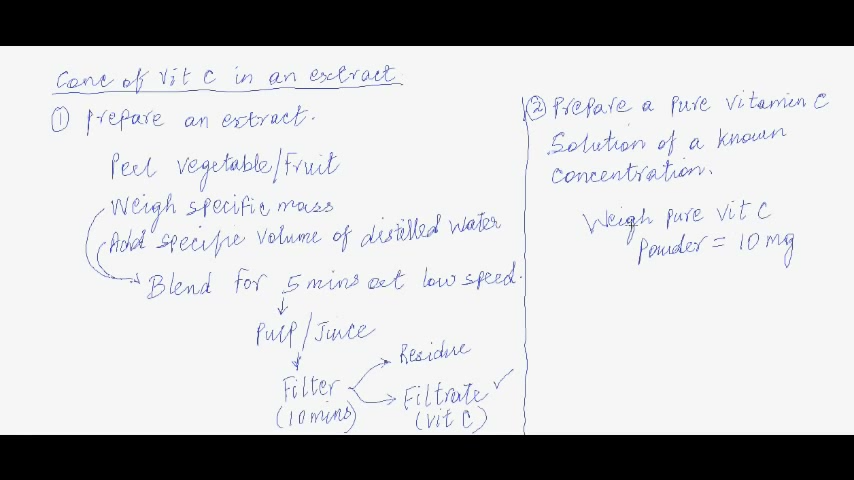 Conc of Vit C in an extract.
① Prepare an extract.
Peel vegetable/Fruit
Weigh specific mass
Add specific volume of distilled water
Blend for 5 mins at low speed.
Pulp/Juice
Residue
Filter
(10 mins)
Filtrate ✓
(Vit C)
② Prepare a pure vitamin C
Solution of a known
concentration.
Weigh pure vit C
Powder = 10 mg